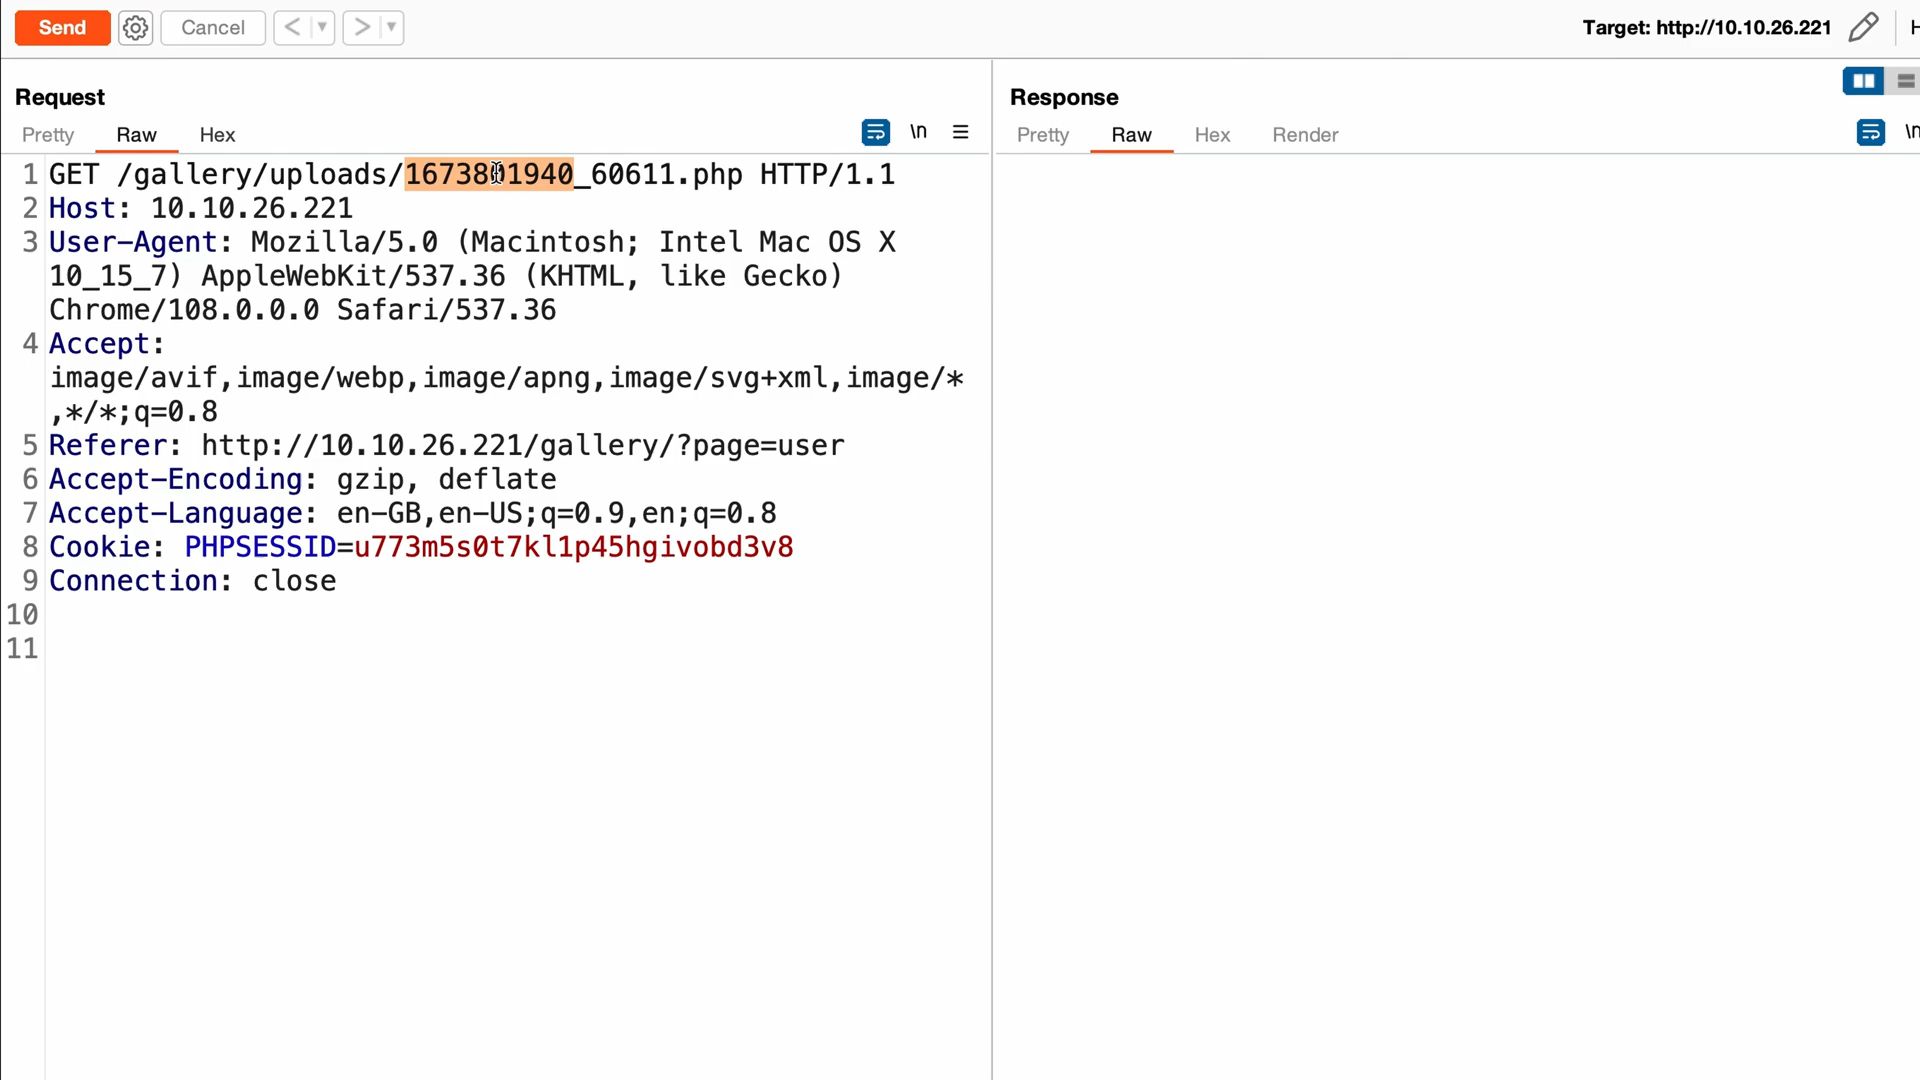 Send Cancel < ▾ > ▾ Target: http://10.10.26.221 H
Request
Pretty Raw Hex \n
Response
Pretty Raw Hex Render \n
1 GET /gallery/uploads/1673801940_60611.php HTTP/1.1
2 Host: 10.10.26.221
3 User-Agent: Mozilla/5.0 (Macintosh; Intel Mac OS X
10_15_7) AppleWebKit/537.36 (KHTML, like Gecko)
Chrome/108.0.0.0 Safari/537.36
4 Accept:
image/avif,image/webp,image/apng,image/svg+xml,image/*
,*/*;q=0.8
5 Referer: http://10.10.26.221/gallery/?page=user
6 Accept-Encoding: gzip, deflate
7 Accept-Language: en-GB,en-US;q=0.9,en;q=0.8
8 Cookie: PHPSESSID=u773m5s0t7kl1p45hgivobd3v8
9 Connection: close
10
11